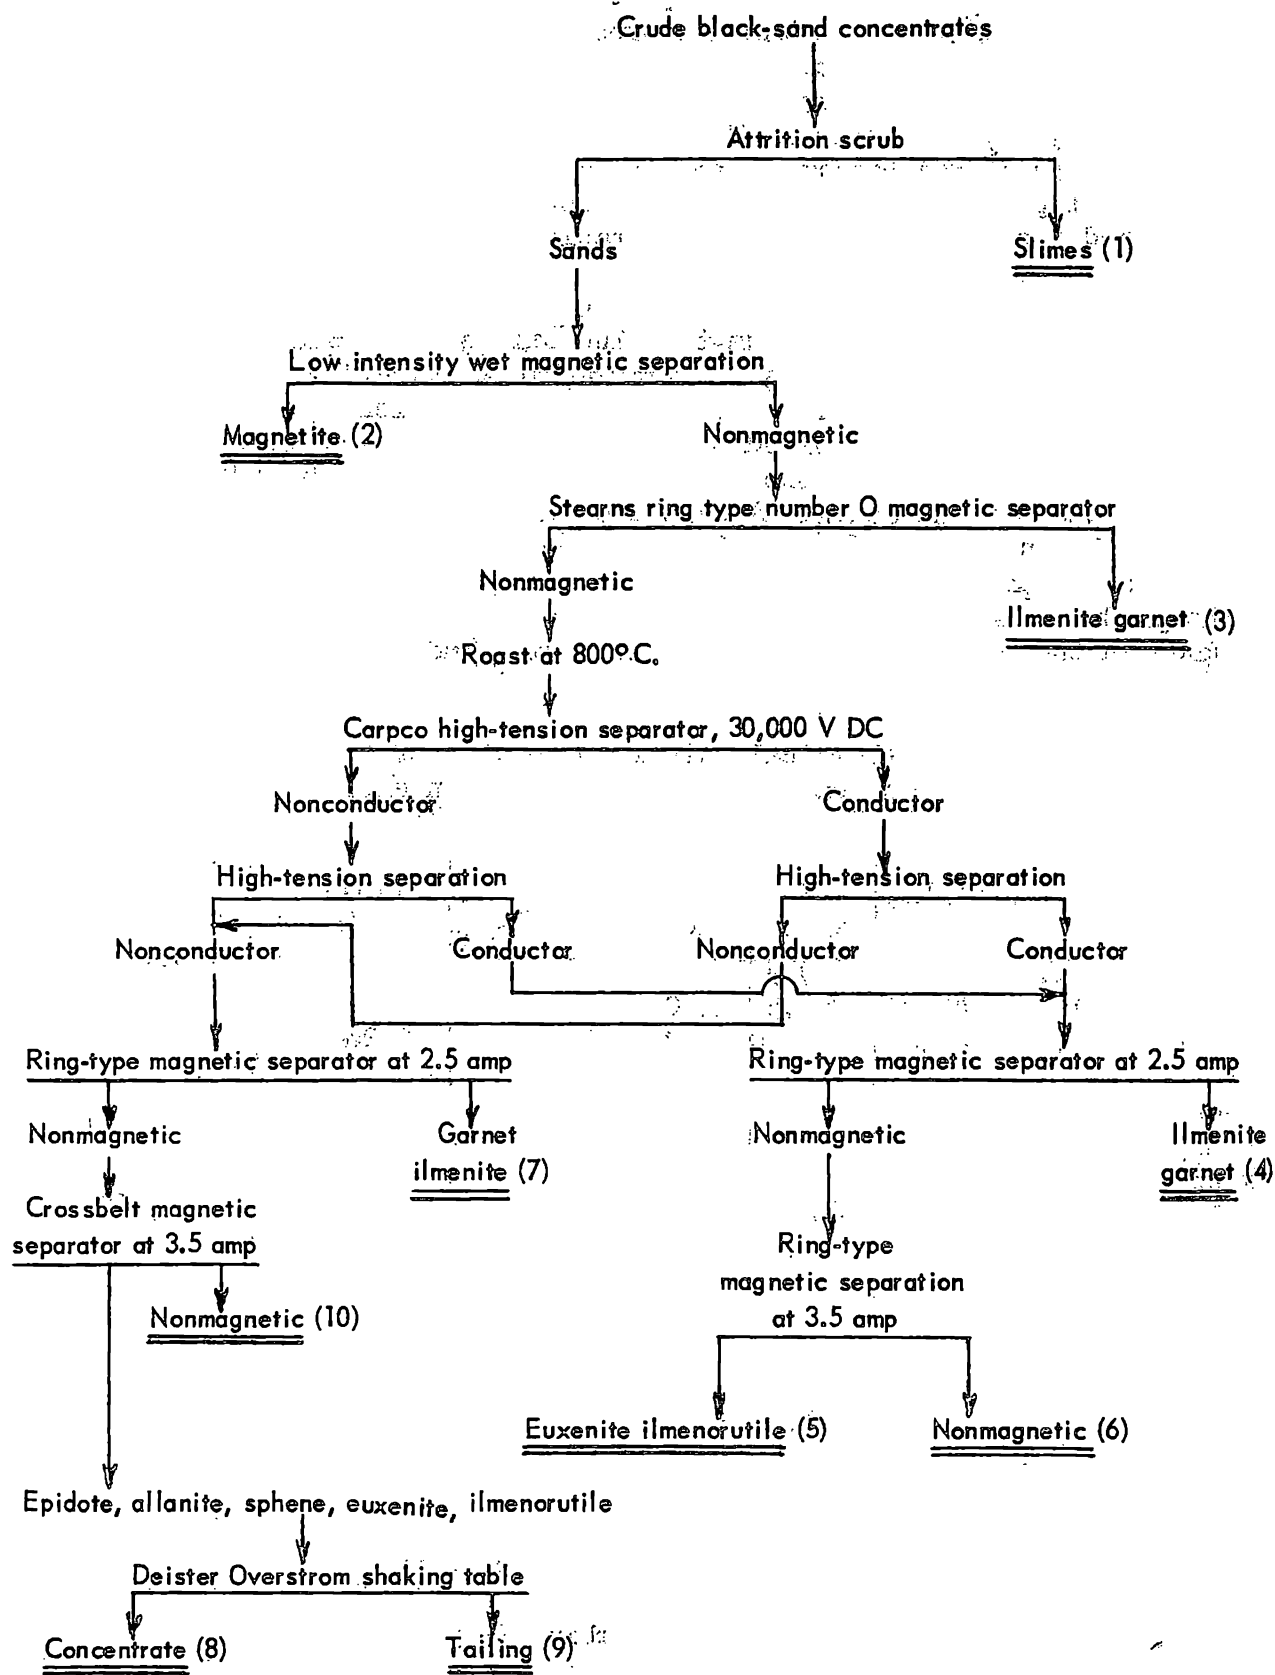 Crude black-sand concentrates
Attrition scrub
Sands
Slimes (1)
Low intensity wet magnetic separation
Magnetite (2)
Nonmagnetic
Stearns ring type number O magnetic separator
Nonmagnetic
Ilmenite garnet (3)
Roast at 800° C.
Carpco high-tension separator, 30,000 V DC
Nonconductor
Conductor
High-tension separation
High-tension separation
Nonconductor
Conductor
Nonconductor
Conductor
Ring-type magnetic separator at 2.5 amp
Ring-type magnetic separator at 2.5 amp
Nonmagnetic
Garnet
ilmenite (7)
Nonmagnetic
Ilmenite
garnet (4)
Crossbelt magnetic
separator at 3.5 amp
Ring-type
magnetic separation
at 3.5 amp
Nonmagnetic (10)
Euxenite ilmenorutile (5)
Nonmagnetic (6)
Epidote, allanite, sphene, euxenite, ilmenorutile
Deister Overstrom shaking table
Concentrate (8)
Tailing (9)